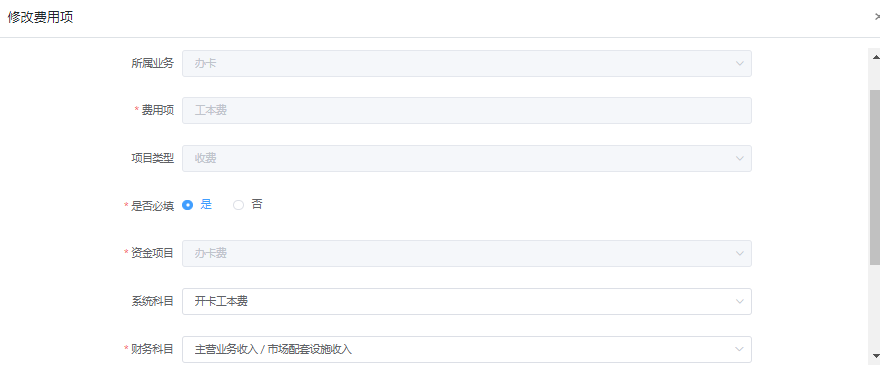 修改费用项
所属业务 办卡
* 费用项 工本费
项目类型 收费
* 是否必填 是 否
* 资金项目 办卡费
系统科目 开卡工本费
* 财务科目 主营业务收入 / 市场配套设施收入